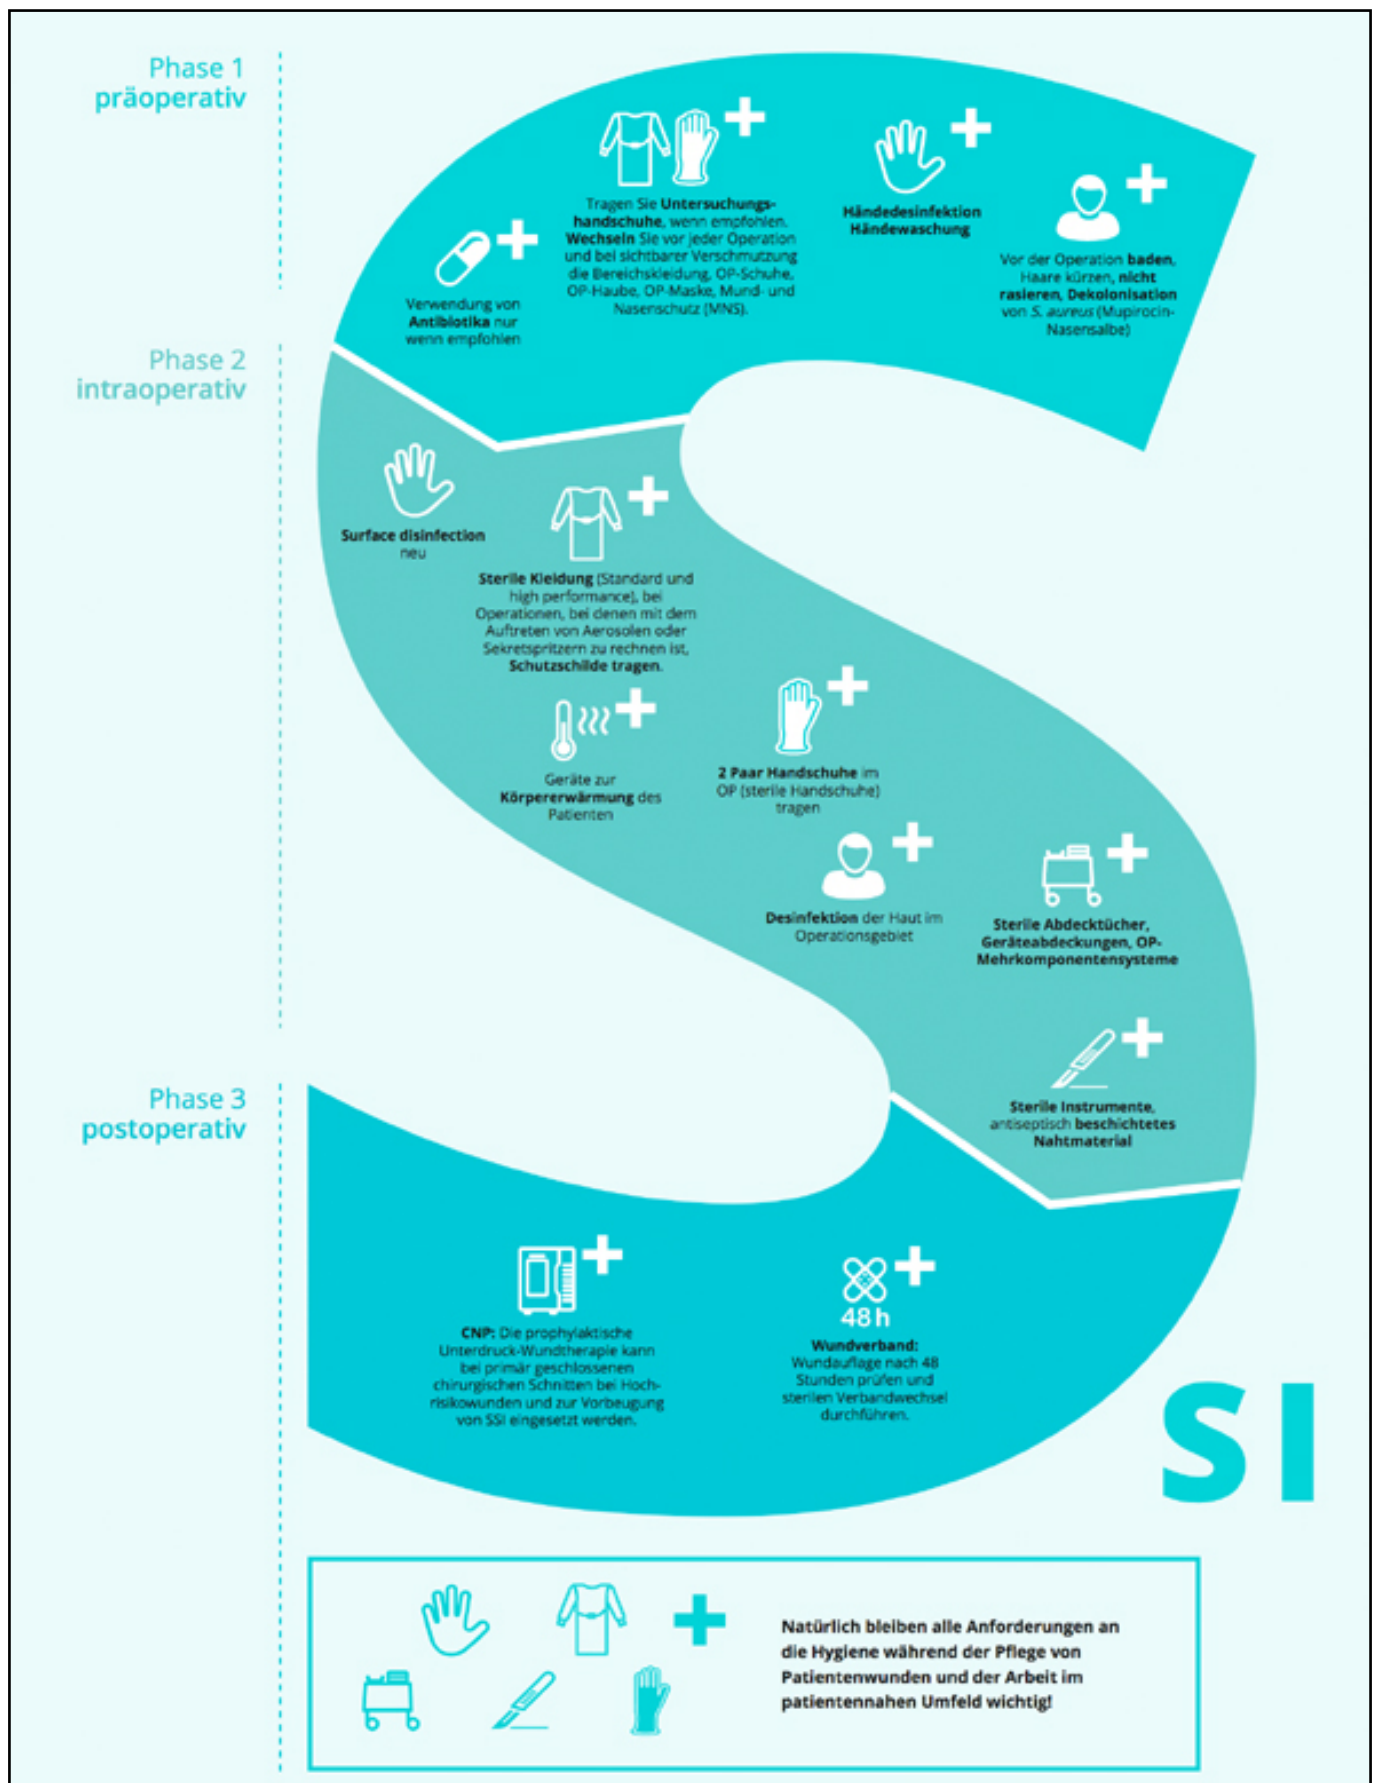 Phase 1
präoperativ
Tragen Sie Untersuchungs-
handschuhe, wenn empfohlen.
Wechseln Sie vor jeder Operation
und bei sichtbarer Verschmutzung
die Bereichskleidung, OP-Schuhe,
OP-Haube, OP-Maske, Mund- und
Nasenschutz (MNS).
Händedesinfektion
Händewaschung
Vor der Operation baden,
Haare kürzen, nicht
rasieren, Dekolonisation
von S. aureus (Mupirocin-
Nasensalbe)
Verwendung von
Antibiotika nur
wenn empfohlen
Phase 2
intraoperativ
Surface disinfection
neu
Sterile Kleidung (Standard und
high performance), bei
Operationen, bei denen mit dem
Auftreten von Aerosolen oder
Sekretspritzern zu rechnen ist,
Schutzschilde tragen.
Geräte zur
Körpererwärmung des
Patienten
2 Paar Handschuhe im
OP (sterile Handschuhe)
tragen
Desinfektion der Haut im
Operationsgebiet
Sterile Abdecktücher,
Geräteabdeckungen, OP-
Mehrkomponentensysteme
Sterile Instrumente,
antiseptisch beschichtetes
Nahtmaterial
Phase 3
postoperativ
CNP: Die prophylaktische
Unterdruck-Wundtherapie kann
bei primär geschlossenen
chirurgischen Schnitten bei Hoch-
risikowunden und zur Vorbeugung
von SSI eingesetzt werden.
48 h
Wundverband:
Wundauflage nach 48
Stunden prüfen und
sterilen Verbandwechsel
durchführen.
SSI
Natürlich bleiben alle Anforderungen an
die Hygiene während der Pflege von
Patientenwunden und der Arbeit im
patientennahen Umfeld wichtig!